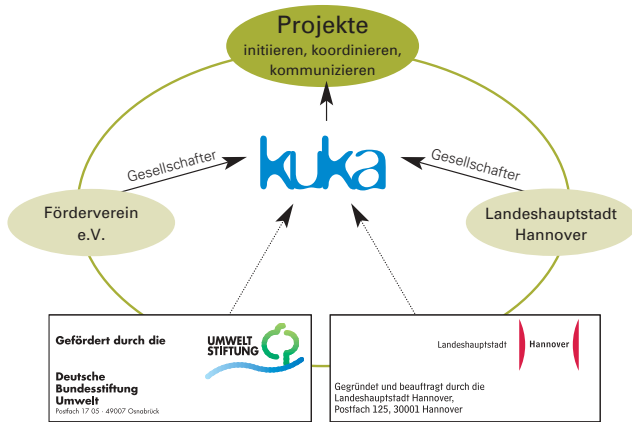 Projekte
initiieren, koordinieren,
kommunizieren
kuka
Gesellschafter
Gesellschafter
Förderverein
e.V.
Landeshauptstadt
Hannover
Gefördert durch die
UMWELT
STIFTUNG
Deutsche
Bundesstiftung
Umwelt
Postfach 17 05 · 49007 Osnabrück
Landeshauptstadt Hannover
Gegründet und beauftragt durch die
Landeshauptstadt Hannover,
Postfach 125, 30001 Hannover